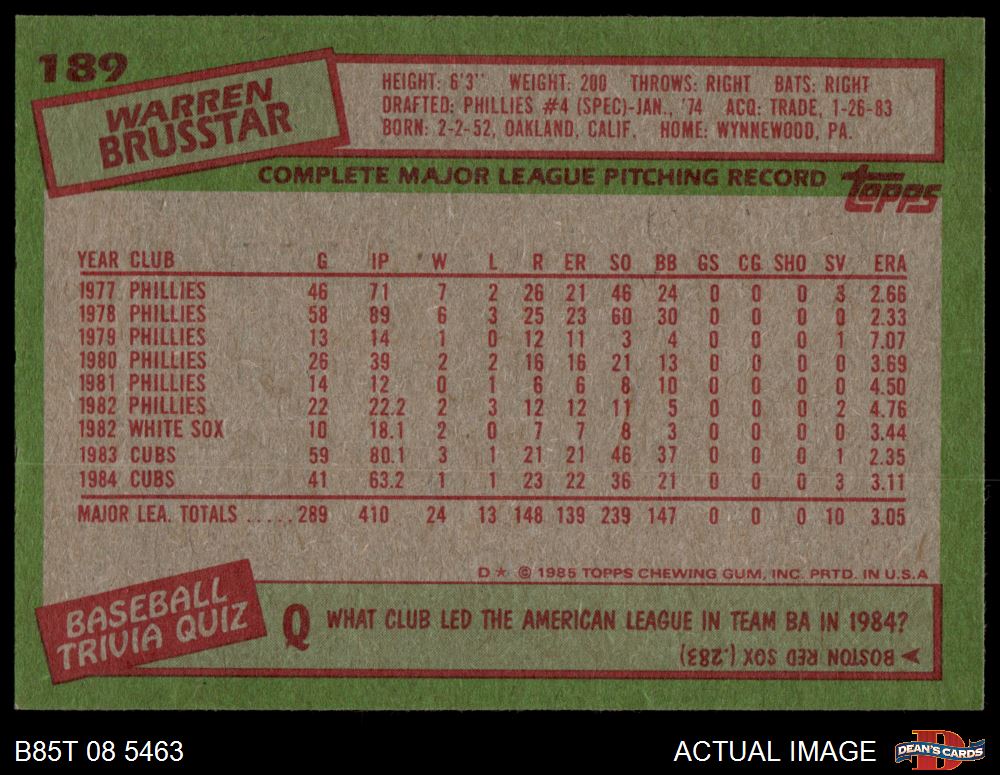 189
WARREN
BRUSSTAR
HEIGHT: 6'3" WEIGHT: 200 THROWS: RIGHT BATS: RIGHT
DRAFTED: PHILLIES #4 (SPEC)-JAN., '74 ACQ: TRADE, 1-26-83
BORN: 2-2-52, OAKLAND, CALIF. HOME: WYNNEWOOD, PA.
COMPLETE MAJOR LEAGUE PITCHING RECORD
topps
YEAR CLUB G IP W L R ER SO BB GS CG SHO SV ERA
1977 PHILLIES 46 71 7 2 26 21 46 24 0 0 0 3 2.66
1978 PHILLIES 58 89 6 3 25 23 60 30 0 0 0 0 2.33
1979 PHILLIES 13 14 1 0 12 11 3 4 0 0 0 1 7.07
1980 PHILLIES 26 39 2 2 16 16 21 13 0 0 0 0 3.69
1981 PHILLIES 14 12 0 1 6 6 8 10 0 0 0 0 4.50
1982 PHILLIES 22 22.2 2 3 12 12 11 5 0 0 0 2 4.76
1982 WHITE SOX 10 18.1 2 0 7 7 8 3 0 0 0 0 3.44
1983 CUBS 59 80.1 3 1 21 21 46 37 0 0 0 1 2.35
1984 CUBS 41 63.2 1 1 23 22 36 21 0 0 0 3 3.11
MAJOR LEA. TOTALS ..... 289 410 24 13 148 139 239 147 0 0 0 10 3.05
D★ © 1985 TOPPS CHEWING GUM, INC. PRTD. IN U.S.A
BASEBALL
TRIVIA QUIZ
Q WHAT CLUB LED THE AMERICAN LEAGUE IN TEAM BA IN 1984?
BOSTON RED SOX (.283)
B85T 08 5463
ACTUAL IMAGE
D
DEAN'S CARDS